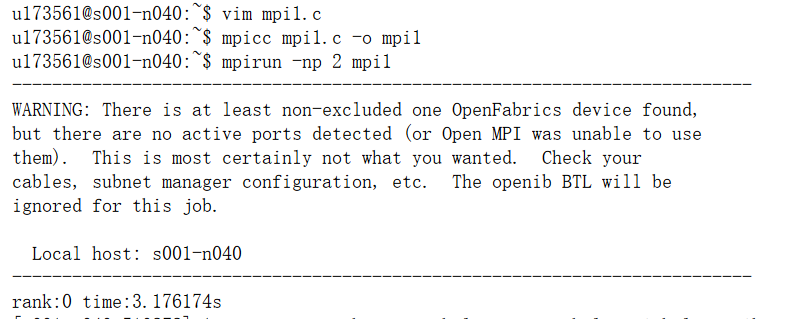 u173561@s001-n040:~$ vim mpi1.c
u173561@s001-n040:~$ mpicc mpi1.c -o mpi1
u173561@s001-n040:~$ mpirun -np 2 mpi1
--------------------------------------------------------------------------
WARNING: There is at least non-excluded one OpenFabrics device found,
but there are no active ports detected (or Open MPI was unable to use
them).  This is most certainly not what you wanted.  Check your
cables, subnet manager configuration, etc.  The openib BTL will be
ignored for this job.
  Local host: s001-n040
--------------------------------------------------------------------------
rank:0 time:3.176174s